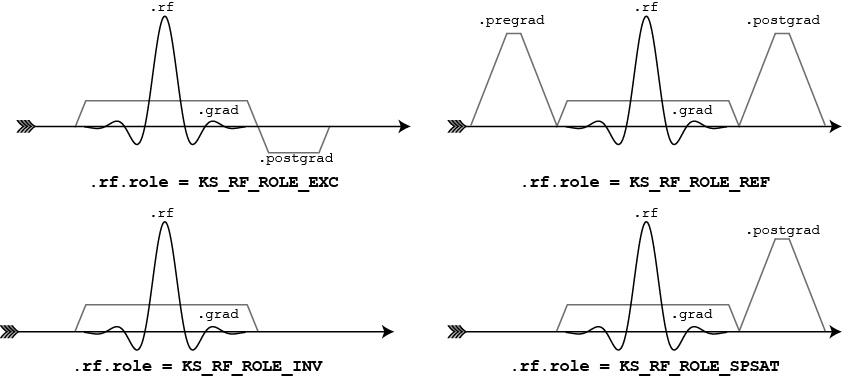 .rf
.grad
.postgrad
.rf.role = KS_RF_ROLE_EXC
.pregrad
.rf
.postgrad
.grad
.rf.role = KS_RF_ROLE_REF
.rf
.grad
.rf.role = KS_RF_ROLE_INV
.rf
.postgrad
.grad
.rf.role = KS_RF_ROLE_SPSAT